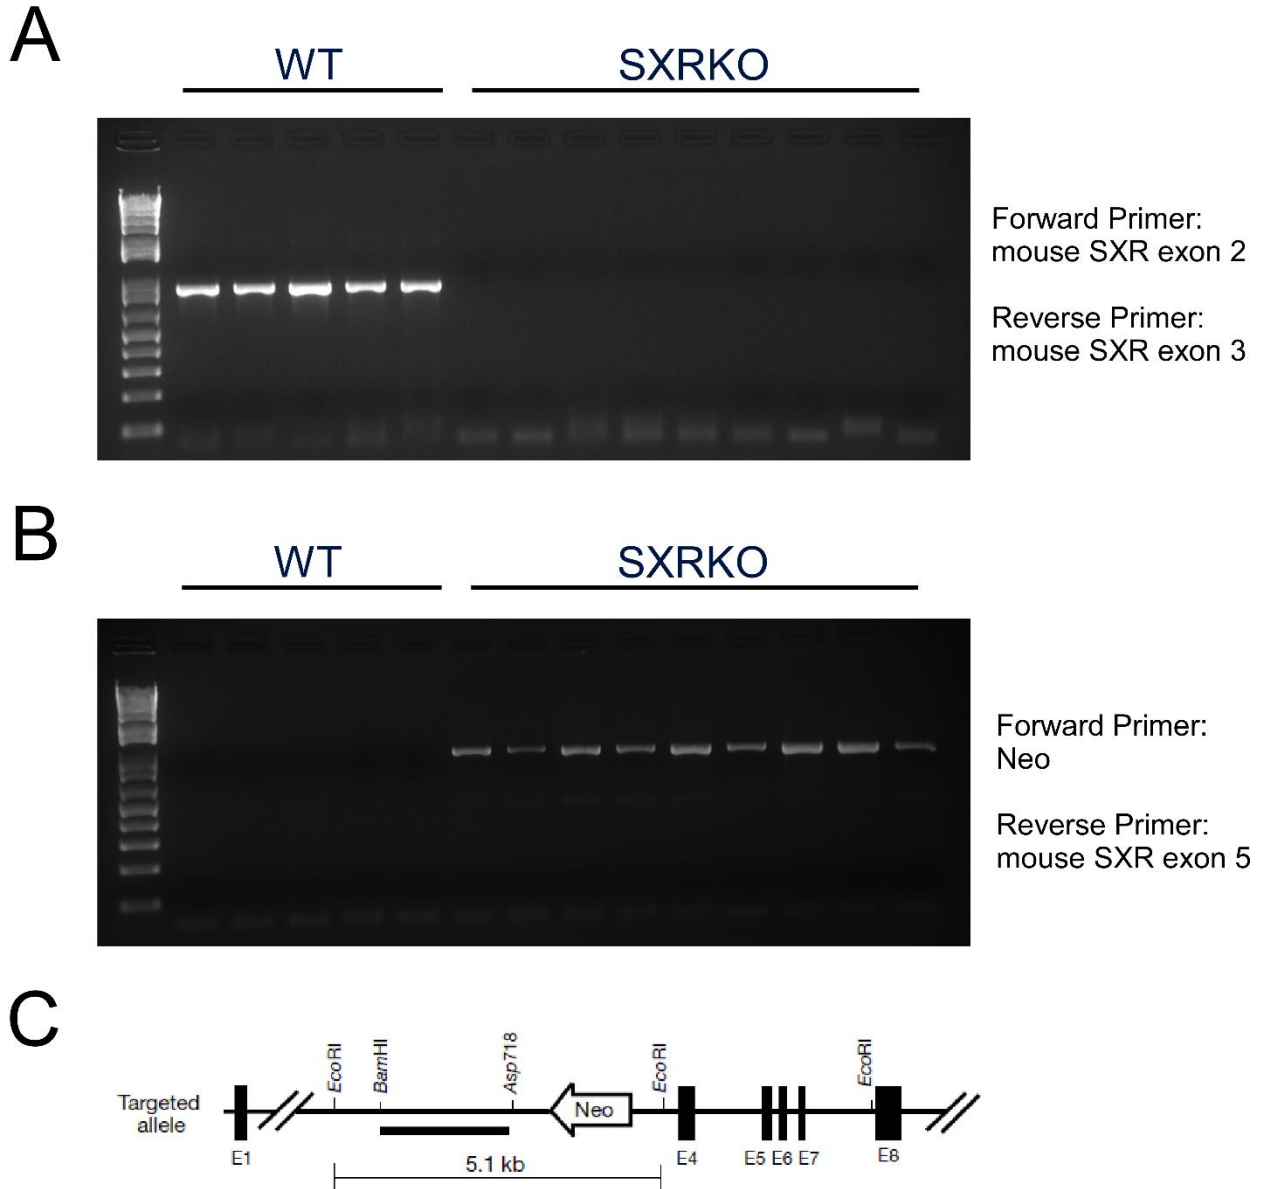 A
WT SXRKO
Forward Primer:
mouse SXR exon 2
Reverse Primer:
mouse SXR exon 3
B
WT SXRKO
Forward Primer:
Neo
Reverse Primer:
mouse SXR exon 5
C
EcoRI BamHI Asp718 EcoRI EcoRI
Targeted
allele
Neo
E1 E4 E5 E6 E7 E8
5.1 kb